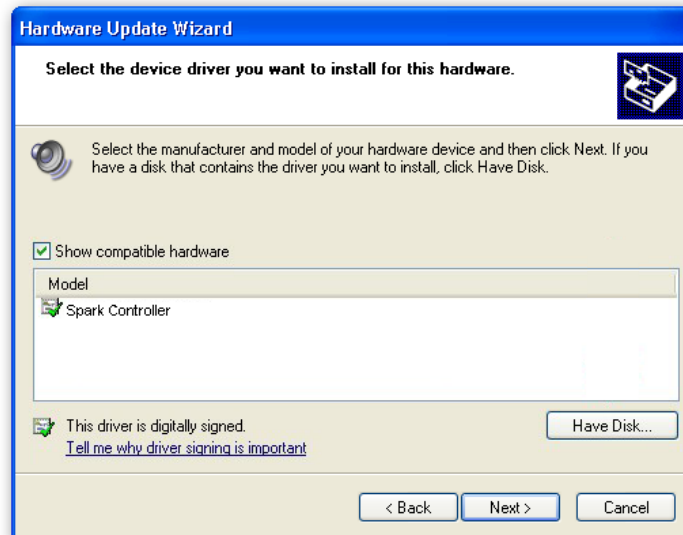 Hardware Update Wizard
Select the device driver you want to install for this hardware.
Select the manufacturer and model of your hardware device and then click Next. If you
have a disk that contains the driver you want to install, click Have Disk.
Show compatible hardware
Model
Spark Controller
This driver is digitally signed.
Have Disk...
Tell me why driver signing is important
< Back
Next >
Cancel